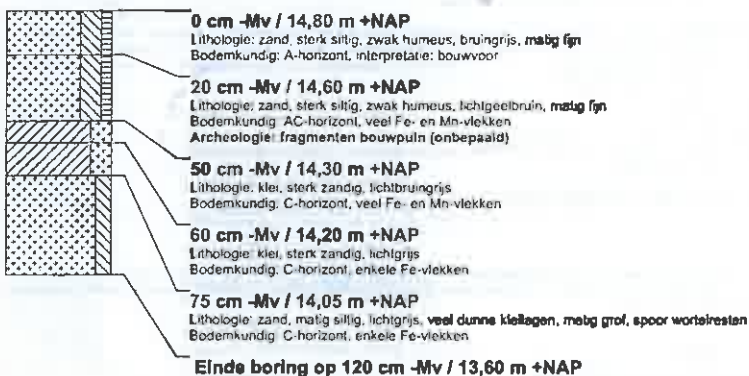 0 cm -Mv / 14,80 m +NAP
Lithologie: zand, sterk siltig, zwak humeus, bruingrijs, matig fijn
Bodemkundig: A-horizont, interpretatie: bouwvoor
20 cm -Mv / 14,60 m +NAP
Lithologie: zand, sterk siltig, zwak humeus, lichtgeelbruin, matig fijn
Bodemkundig: AC-horizont, veel Fe- en Mn-vlekken
Archeologie: fragmenten bouwpuin (onbepaald)
50 cm -Mv / 14,30 m +NAP
Lithologie: klei, sterk zandig, lichtbruingrijs
Bodemkundig: C-horizont, veel Fe- en Mn-vlekken
60 cm -Mv / 14,20 m +NAP
Lithologie: klei, sterk zandig, lichtgrijs
Bodemkundig: C-horizont, enkele Fe-vlekken
75 cm -Mv / 14,05 m +NAP
Lithologie: zand, matig siltig, lichtgrijs, veel dunne kleilagen, matig grof, spoor wortelresten
Bodemkundig: C-horizont, enkele Fe-vlekken
Einde boring op 120 cm -Mv / 13,60 m +NAP